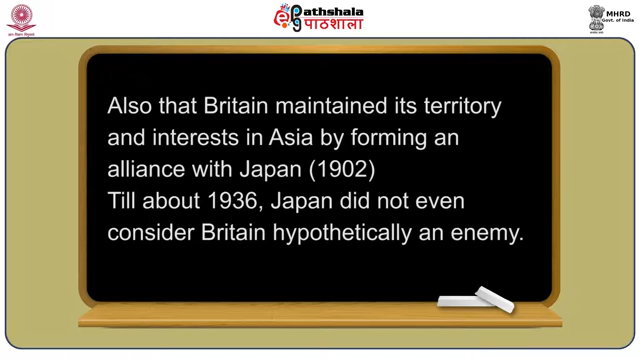 ePathshala
पाठशाला
MHRD
Govt. of India
Also that Britain maintained its territory
and interests in Asia by forming an
alliance with Japan (1902)
Till about 1936, Japan did not even
consider Britain hypothetically an enemy.